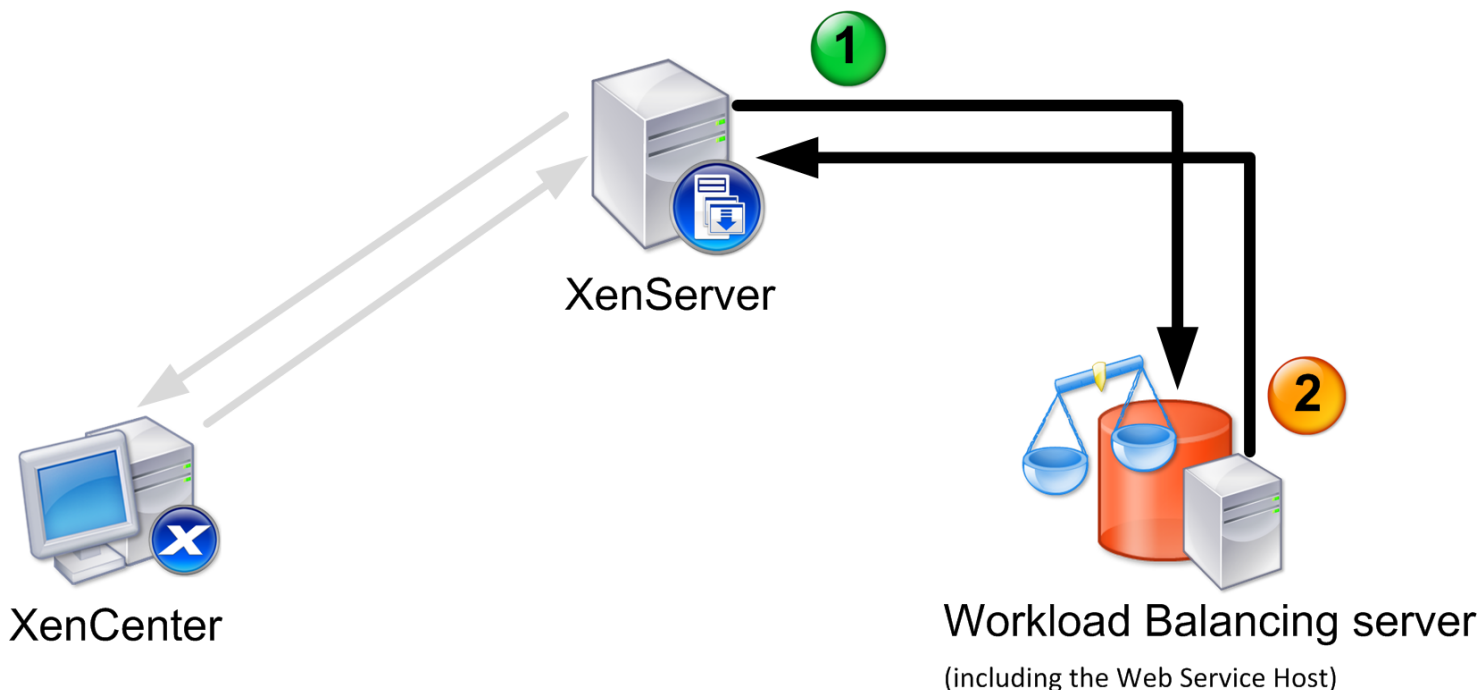 1
XenServer
2
X
XenCenter
Workload Balancing server
(including the Web Service Host)